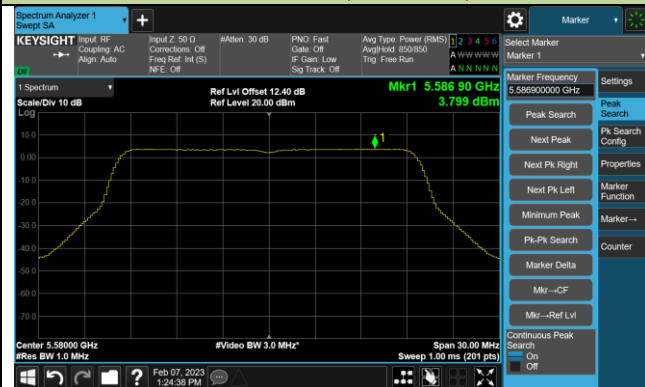 Spectrum Analyzer 1
Swept SA
+
Marker
KEYSIGHT
Input: RF
Coupling: AC
Align: Auto
Input Z: 50 Ω
Corrections: Off
Freq Ref: Int (S)
NFE: Off
#Atten: 30 dB
PNO: Fast
Gate: Off
IF Gain: Low
Sig Track: Off
Avg Type: Power (RMS)
Avg|Hold: 850/850
Trig: Free Run
1 2 3 4 5 6
A W W W W W
A N N N N N
LXI
Select Marker
Marker 1
1 Spectrum
Scale/Div 10 dB
Log
Ref Lvl Offset 12.40 dB
Ref Level 20.00 dBm
Mkr1 5.586 90 GHz
3.799 dBm
10.0
0.00
-10.0
-20.0
-30.0
-40.0
-50.0
-60.0
-70.0
1
Center 5.58000 GHz
#Res BW 1.0 MHz
#Video BW 3.0 MHz*
Span 30.00 MHz
Sweep 1.00 ms (201 pts)
Marker Frequency
5.586900000 GHz
Peak Search
Next Peak
Next Pk Right
Next Pk Left
Minimum Peak
Pk-Pk Search
Marker Delta
Mkr→CF
Mkr→Ref Lvl
Continuous Peak
Search
On
Off
Settings
Peak
Search
Pk Search
Config
Properties
Marker
Function
Marker→
Counter
?
Feb 07, 2023
1:24:38 PM